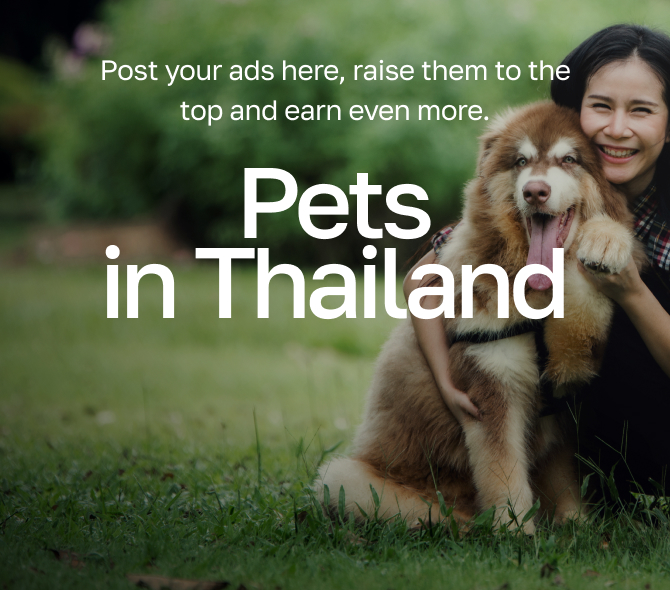 Post your ads here, raise them to the
top and earn even more.
Pets
in Thailand